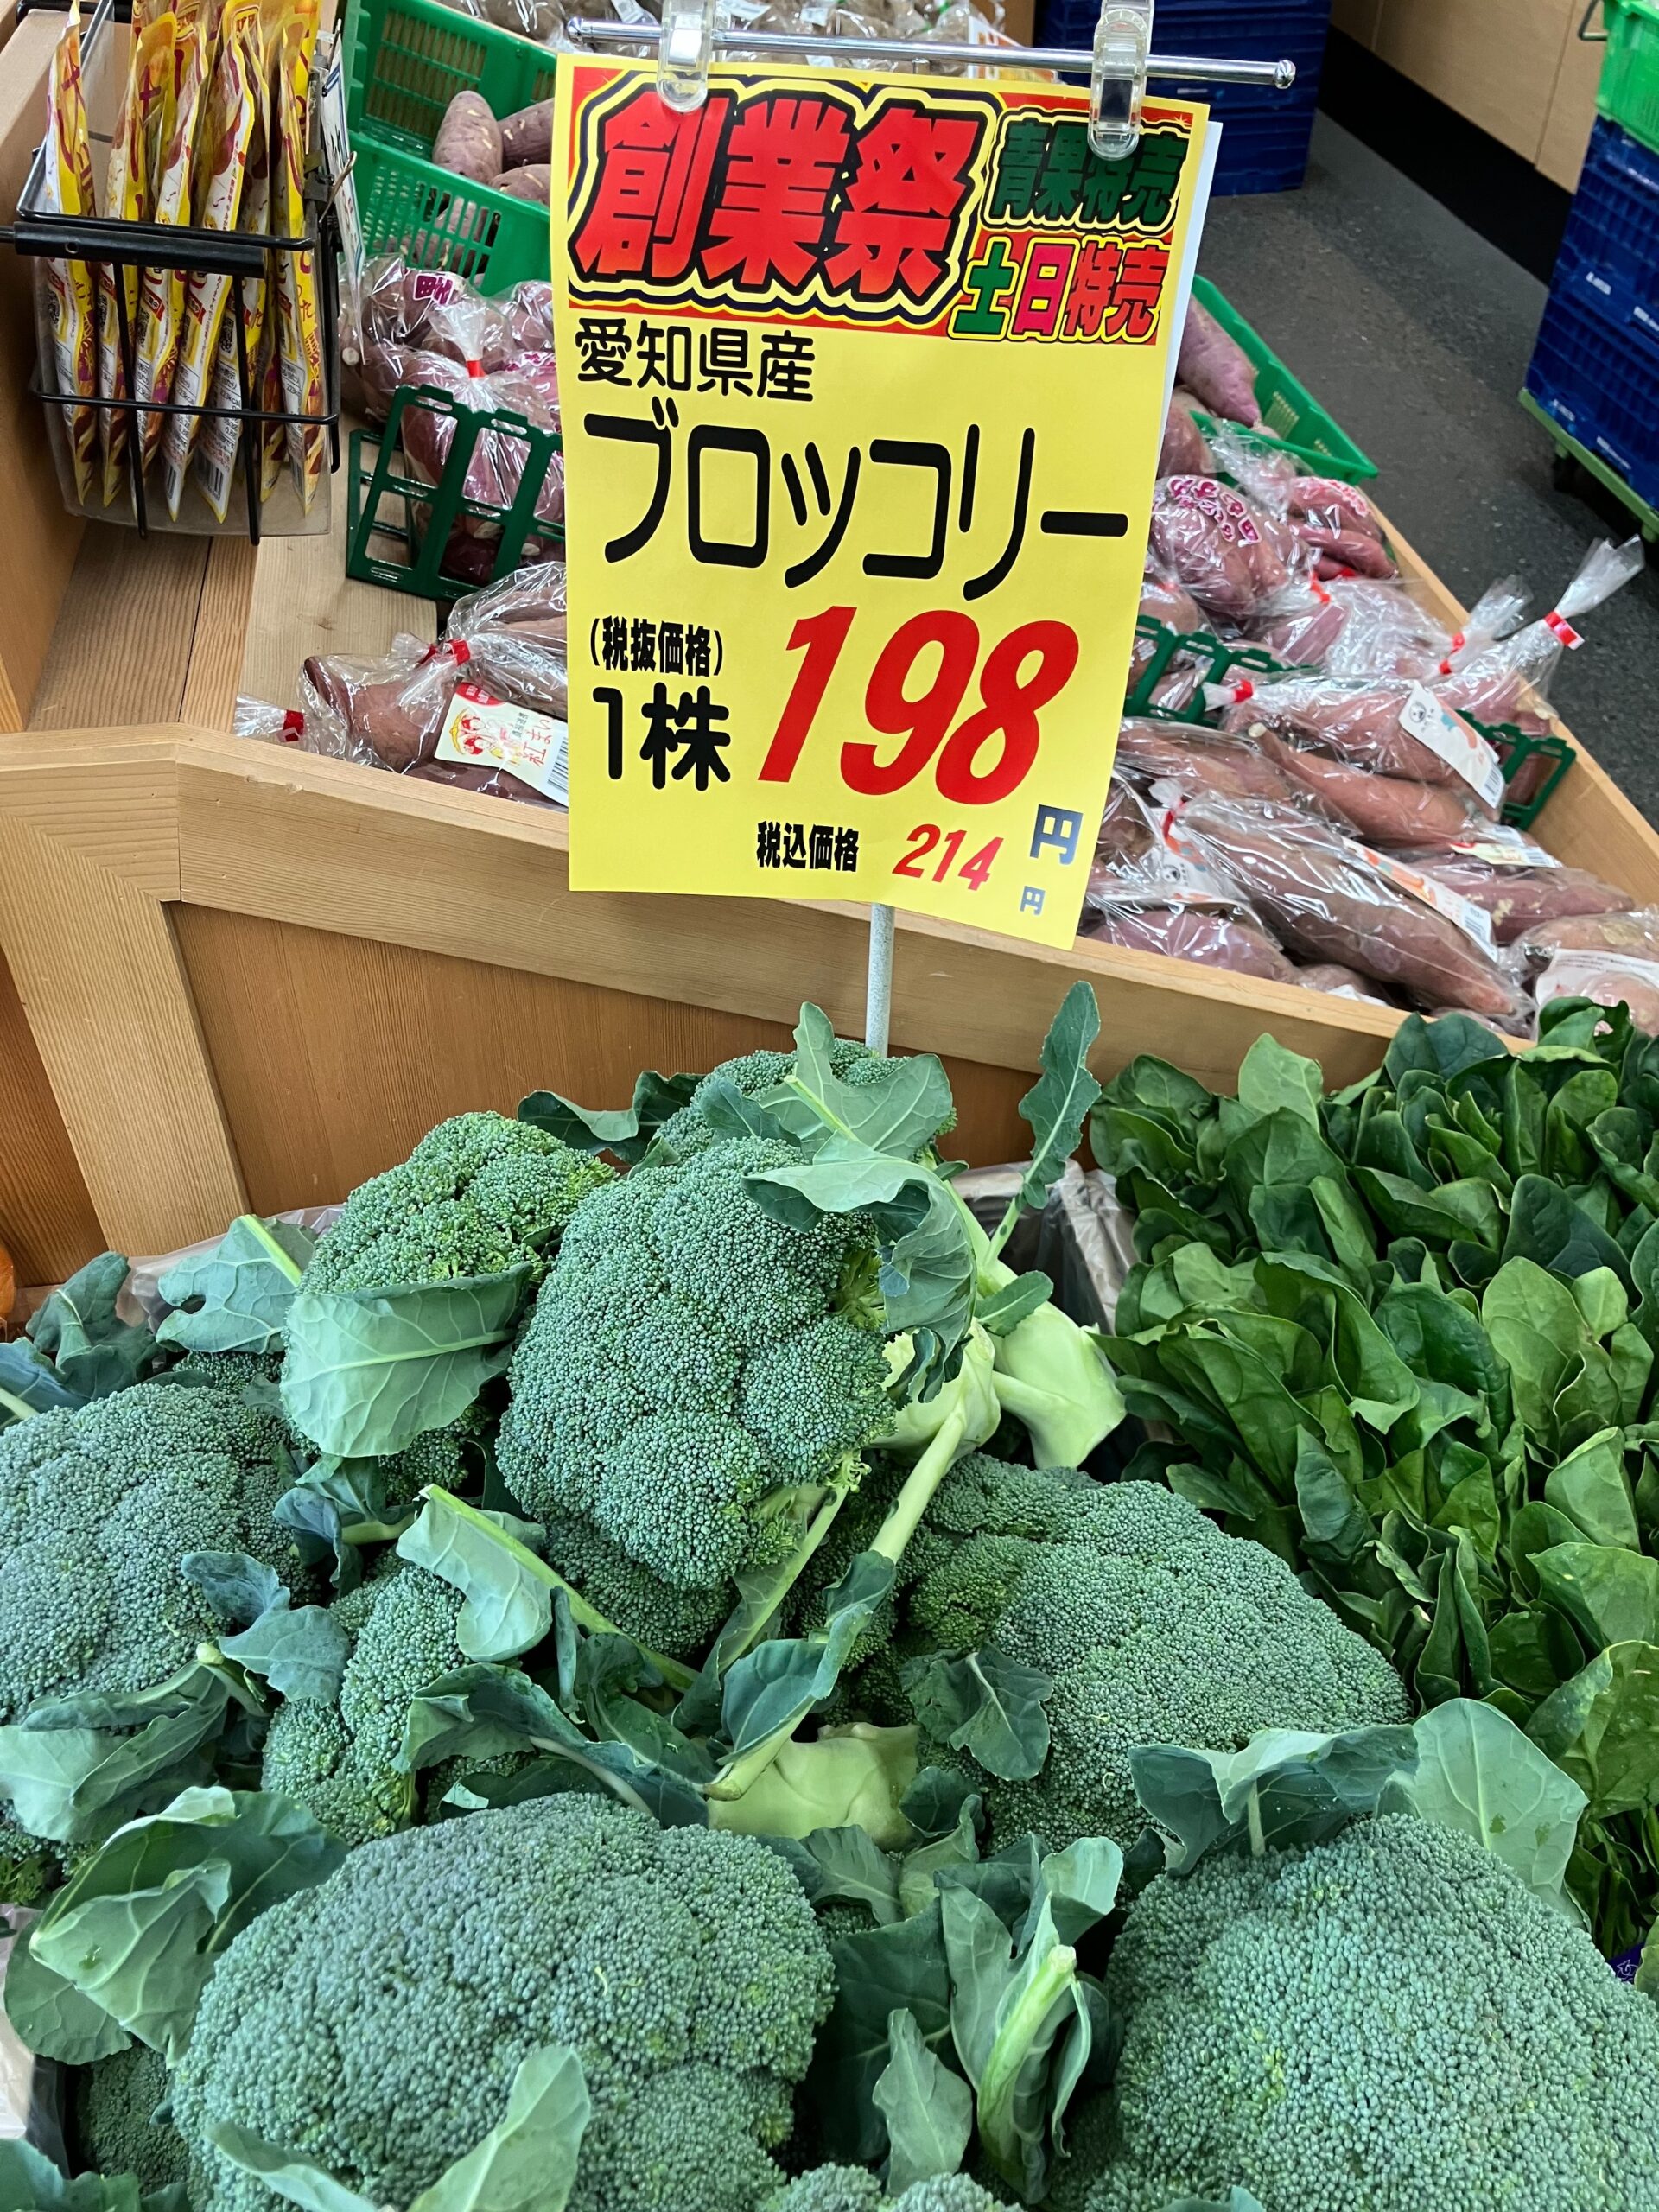 創業祭
青果特売
土日特売
愛知県産
ブロッコリー
(税抜価格)
1株
198
円
税込価格
214
円